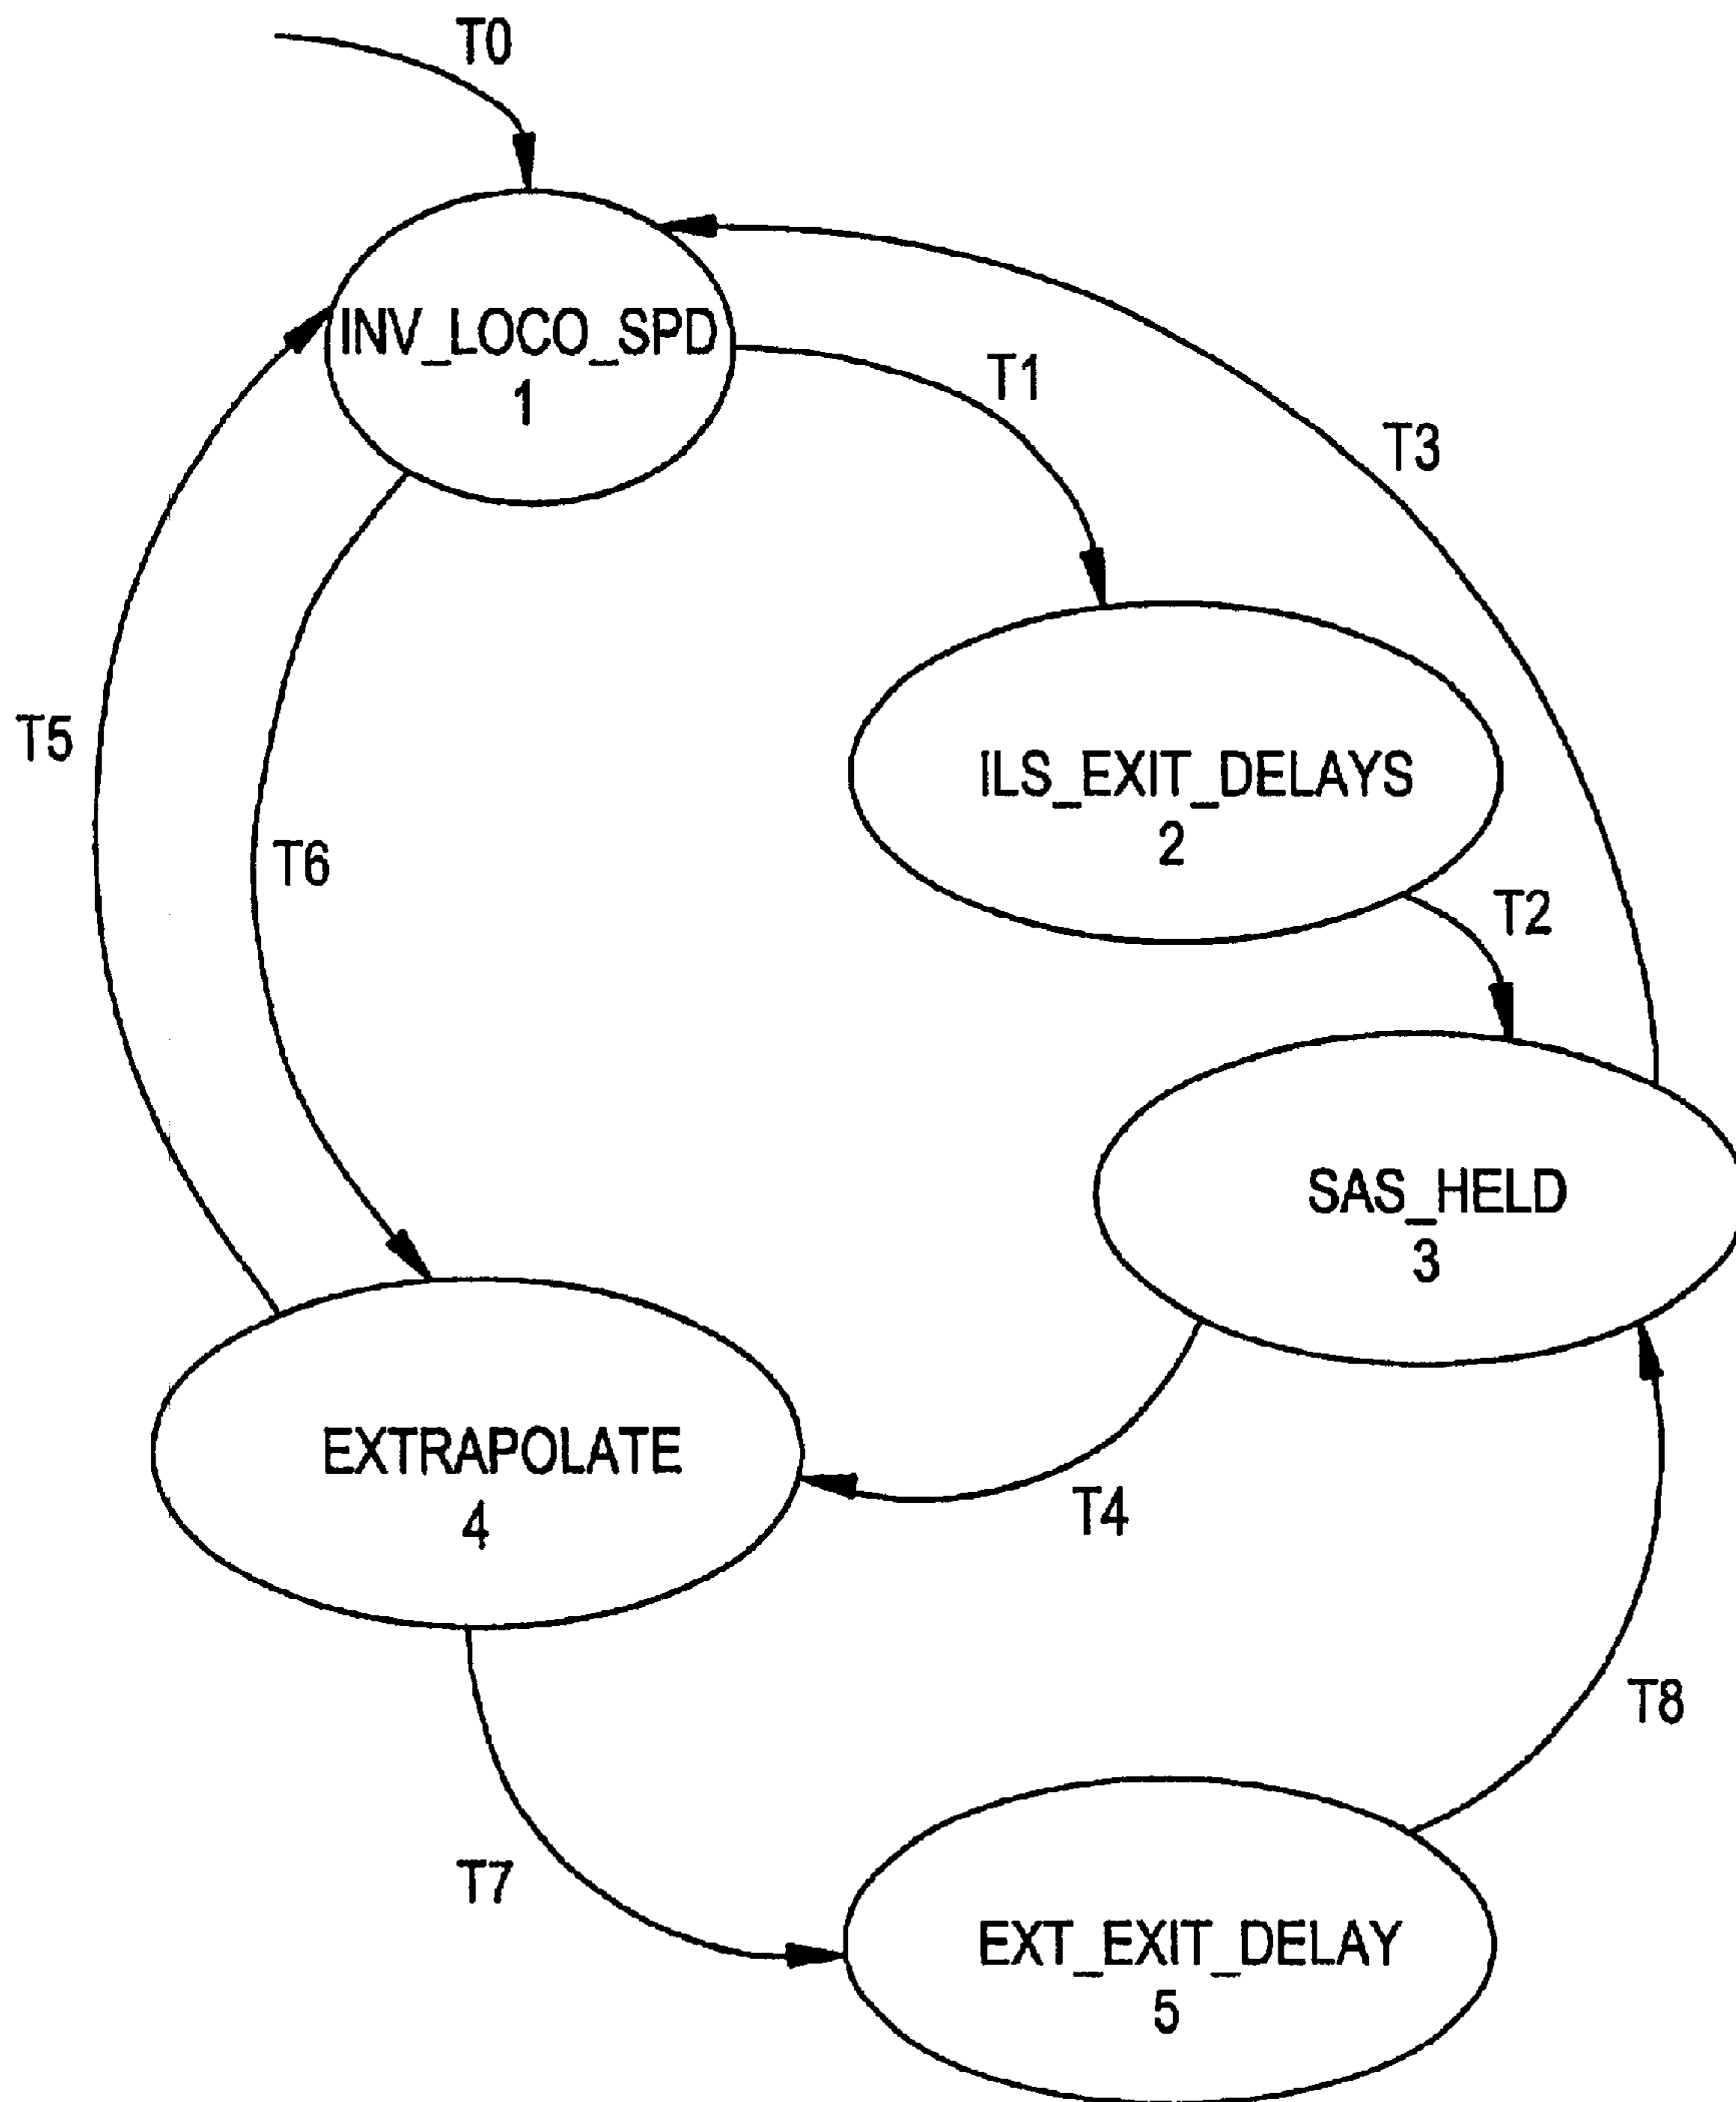 T0
INV_LOCO_SPD
1
T1
T3
T5
T6
ILS_EXIT_DELAYS
2
T2
SAS_HELD
3
EXTRAPOLATE
4
T4
T8
T7
EXT_EXIT_DELAY
5